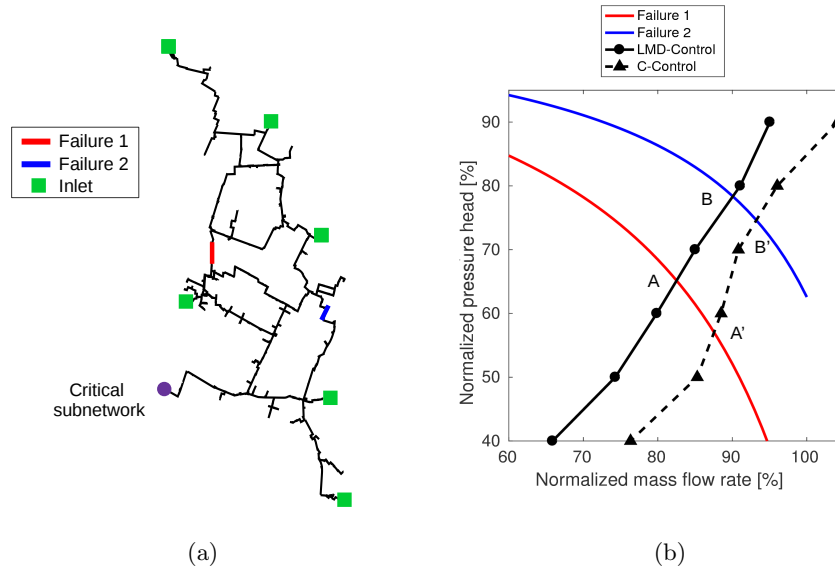 Failure 1
Failure 2
Inlet
Critical
subnetwork
(a)
Failure 1
Failure 2
LMD-Control
C-Control
Normalized pressure head [%]
90
80
70
60
50
40
B
B'
A
A'
60
70
80
90
100
Normalized mass flow rate [%]
(b)